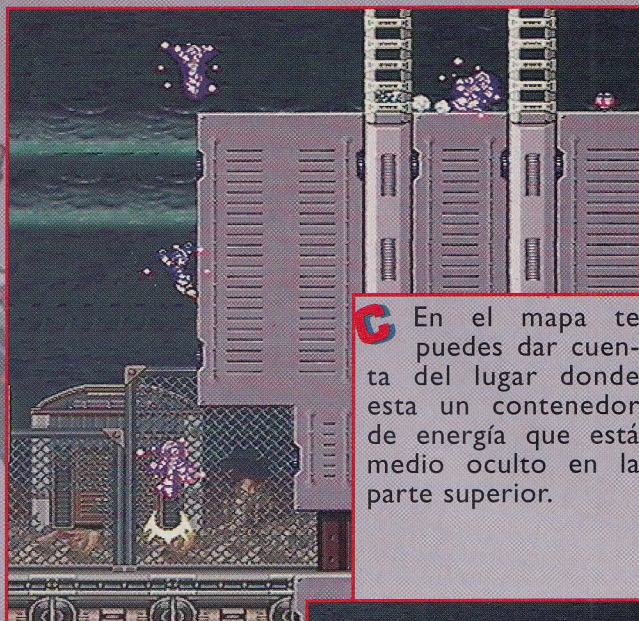 C En el mapa te
puedes dar cuen-
ta del lugar donde
esta un contenedor
de energía que está
medio oculto en la
parte superior.